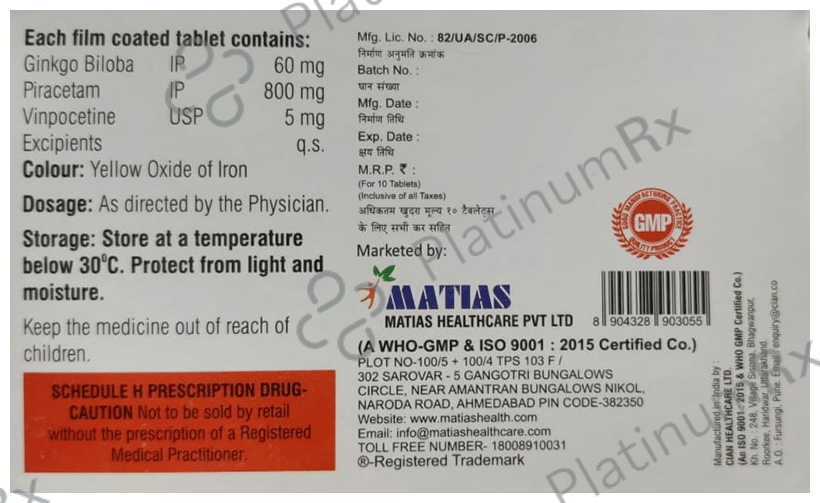 Each film coated tablet contains:
Ginkgo Biloba IP 60 mg
Piracetam IP 800 mg
Vinpocetine USP 5 mg
Excipients q.s.
Colour: Yellow Oxide of Iron
Dosage: As directed by the Physician.
Storage: Store at a temperature
below 30⁰C. Protect from light and
moisture.
Keep the medicine out of reach of
children.
SCHEDULE H PRESCRIPTION DRUG-
CAUTION Not to be sold by retail
without the prescription of a Registered
Medical Practitioner.
Mfg. Lic. No. : 82/UA/SC/P-2006
निर्माण अनुमति क्रमांक
Batch No. :
घान संख्या
Mfg. Date :
निर्माण तिथि
Exp. Date :
क्षय तिथि
M.R.P. ₹ :
(For 10 Tablets)
(Inclusive of all Taxes)
अधिकतम खुदरा मूल्य १० टैबलेट्स
के लिए सभी कर सहित
Marketed by:
MATIAS
MATIAS HEALTHCARE PVT LTD
(A WHO-GMP & ISO 9001 : 2015 Certified Co.)
PLOT NO-100/5 + 100/4 TPS 103 F /
302 SAROVAR - 5 GANGOTRI BUNGALOWS
CIRCLE, NEAR AMANTRAN BUNGALOWS NIKOL,
NARODA ROAD, AHMEDABAD PIN CODE-382350
Website: www.matiashealth.com
Email: info@matiashealthcare.com
TOLL FREE NUMBER- 18008910031
®-Registered Trademark
GOOD MANUFACTURING PRACTICE
GMP
QUALITY PRODUCT
8 904328 903055
Manufactured in India by :
CIAN HEALTHCARE LTD.
(An ISO 9001: 2015 & WHO GMP Certified Co.)
Kh. No. : 248, Village Sisona, Bhagwanpur,
Roorkee, Haridwar, Uttarakhand.
A.O. : Fursungi, Pune. Email: enquiry@cian.co
PlatinumRx
PlatinumRx
PlatinumRx